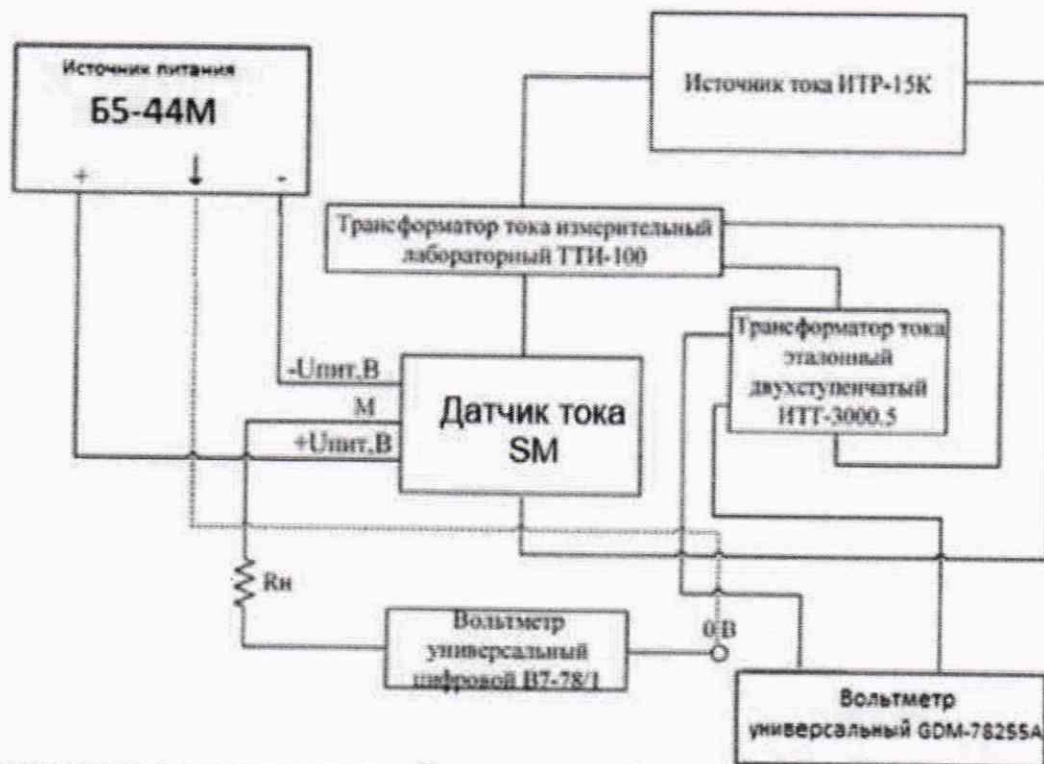 Источник питания
Б5-44М
+ ↓ -
Источник тока ИТР-15К
Трансформатор тока измерительный
лабораторный ТТИ-100
Трансформатор тока
эталонный
двухступенчатый
ИТТ-3000.5
-Uпит,В
М
+Uпит,В
Датчик тока
SM
Rн
Вольтметр
универсальный
цифровой В7-78/1
0 В
Вольтметр
универсальный GDM-78255A